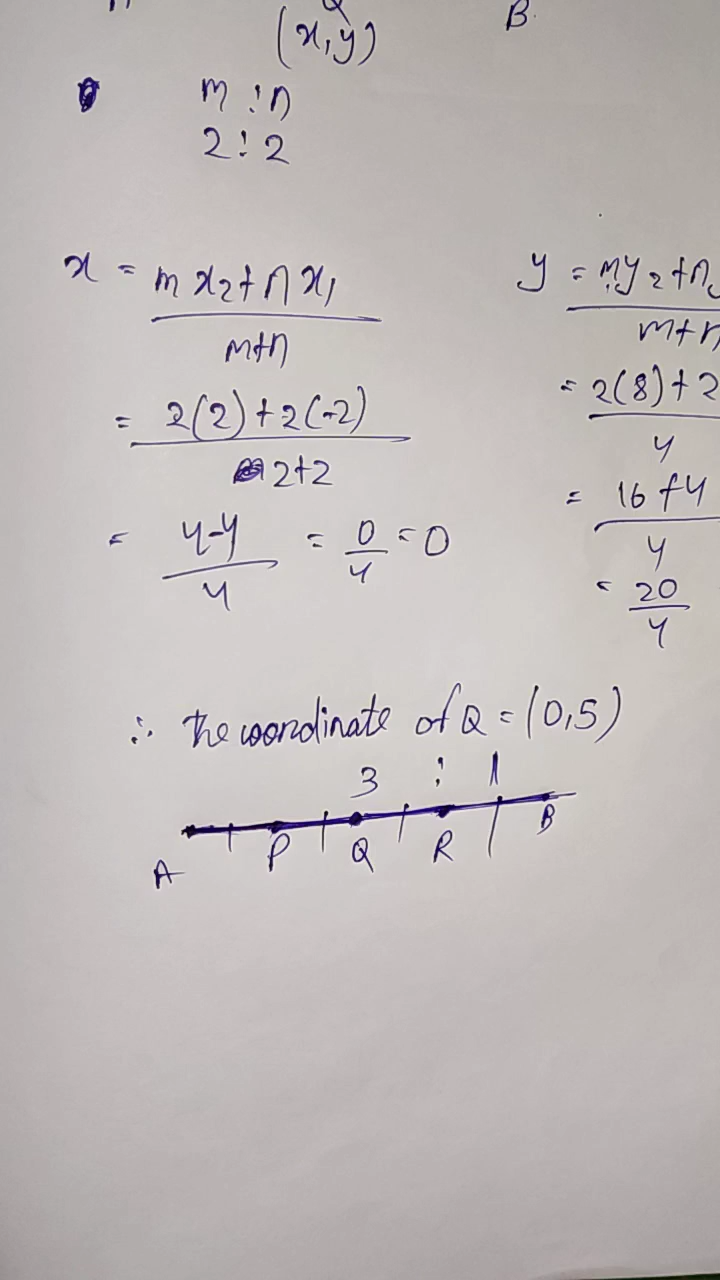 (x,y) B.
m : n
2 : 2
x = mx₂ + nx₁ / m+n
y = my₂ + n / m+n
= 2(2) + 2(-2) / 2+2
= 2(8) + 2 / 4
= 4-4 / 4 = 0/4 = 0
= 16 + 4 / 4
= 20 / 4
∴ the coordinate of Q = (0,5)
3 : 1
A P Q R B